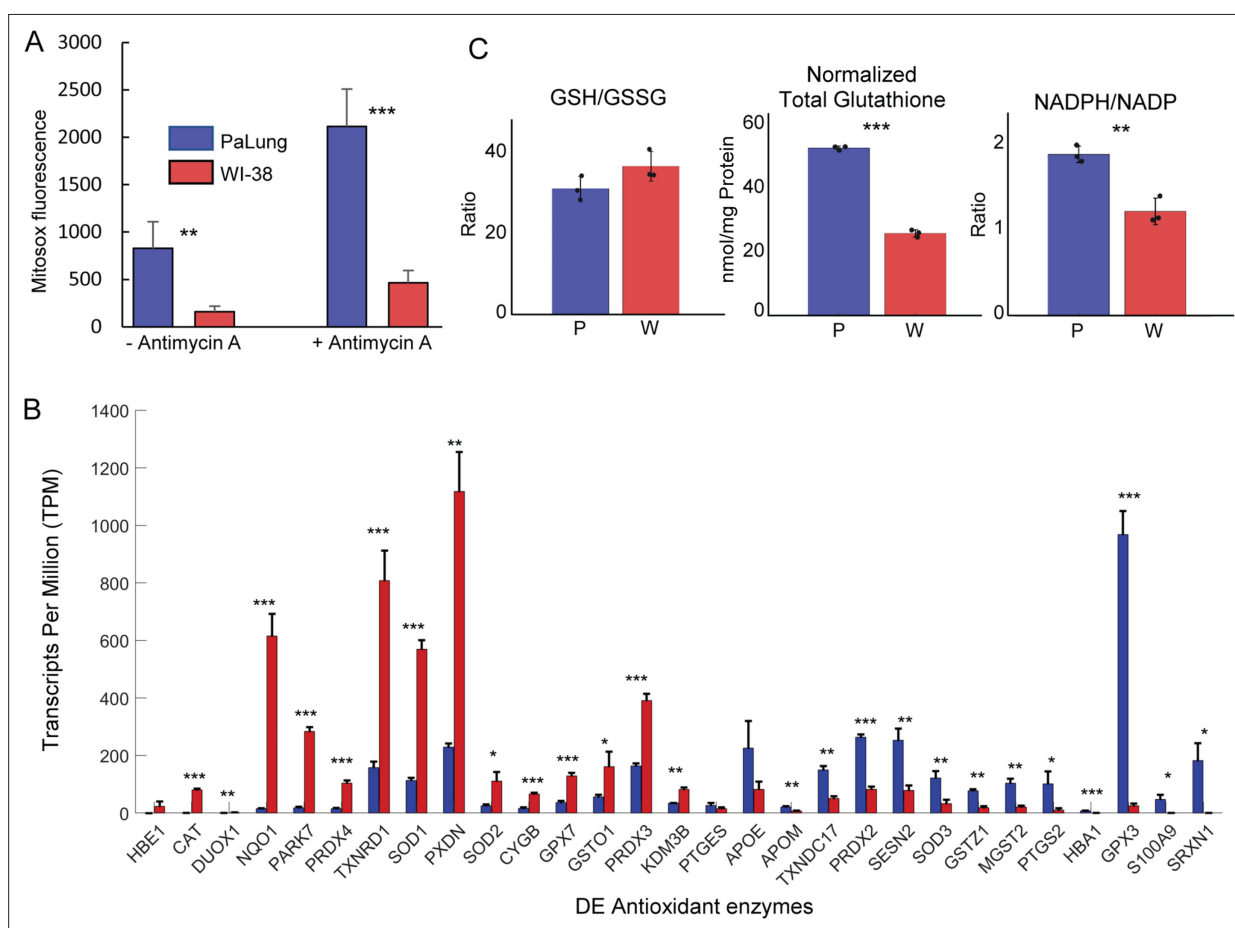 A
3000
2500
2000
1500
1000
500
0
Mitosox fluorescence
PaLung
WI-38
**
***
- Antimycin A
+ Antimycin A
C
GSH/GSSG
40
20
0
Ratio
P
W
Normalized
Total Glutathione
60
40
20
0
nmol/mg Protein
***
P
W
NADPH/NADP
2
1
0
Ratio
**
P
W
B
1400
1200
1000
800
600
400
200
0
Transcripts Per Million (TPM)
***
**
***
***
***
***
***
**
*
***
***
*
***
**
**
**
***
**
**
**
**
*
***
***
*
*
HBE1
CAT
DUOX1
NQO1
PARK7
PRDX4
TXNRD1
SOD1
PXDN
SOD2
CYGB
GPX7
GSTO1
PRDX3
KDM3B
PTGES
APOE
APOM
TXNDC17
PRDX2
SESN2
SOD3
GSTZ1
MGST2
PTGS2
HBA1
GPX3
S100A9
SRXN1
DE Antioxidant enzymes